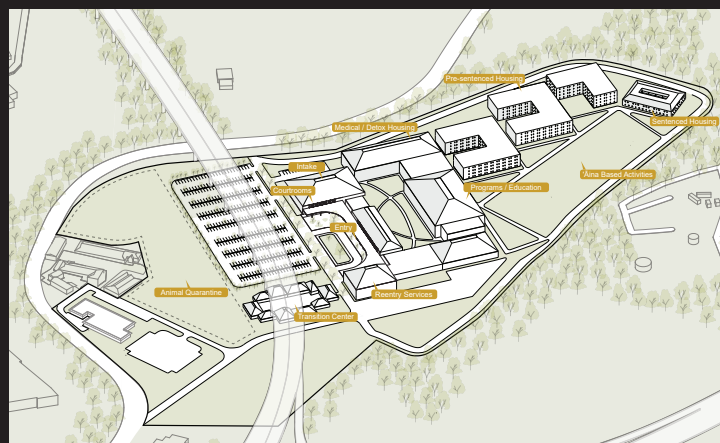 Pre-sentenced Housing
Sentenced Housing
Medical / Detox Housing
Intake
'Āina Based Activities
Courtrooms
Programs / Education
Entry
Animal Quarantine
Reentry Services
Transition Center